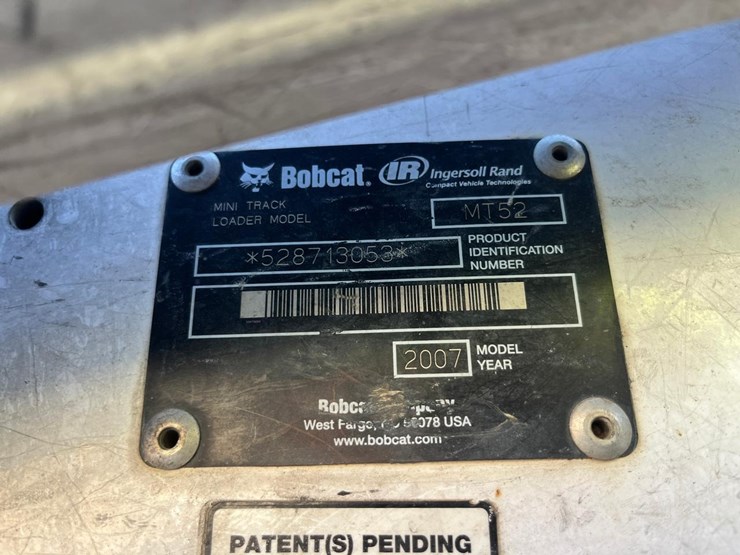 Bobcat. IR Ingersoll Rand
Compact Vehicle Technologies
MINI TRACK
LOADER MODEL
MT52
*528713053*
PRODUCT
IDENTIFICATION
NUMBER
2007
MODEL
YEAR
West Fargo, 58078 USA
www.bobcat.com
PATENT(S) PENDING